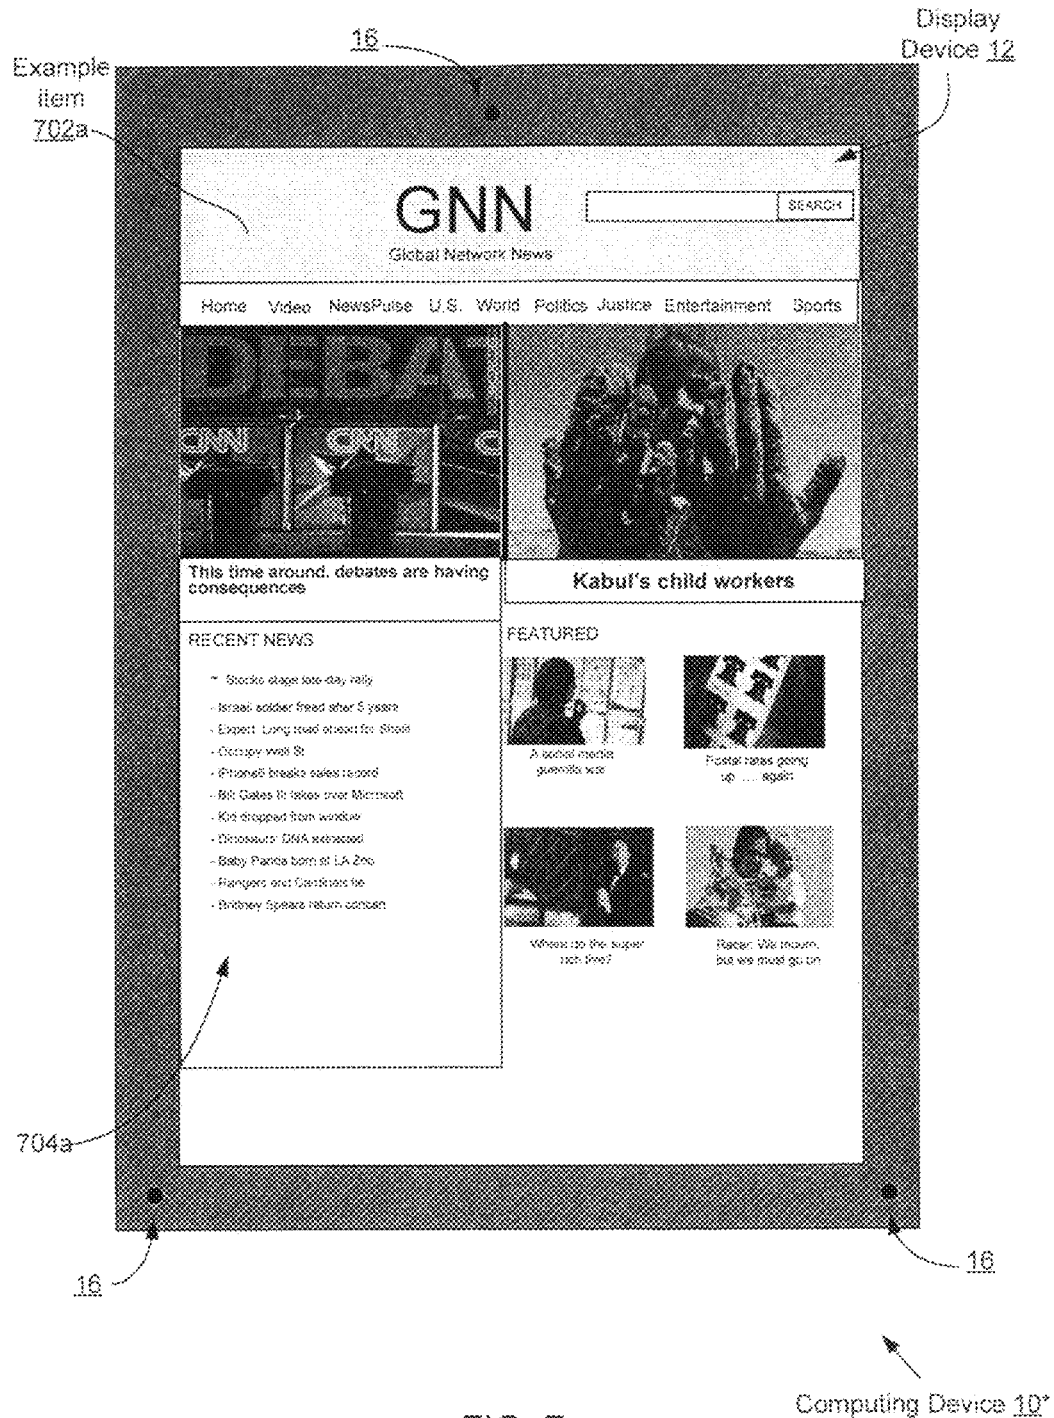 Display
Device 12
16
Example
item
702a
GNN
SEARCH
Global Network News
Home Video NewsPulse U.S. World Politics Justice Entertainment Sports
DEBAT
CNN CNN C
This time around, debates are having
consequences
Kabul's child workers
RECENT NEWS
FEATURED
- Stocks stage late-day rally
- Israeli soldier freed after 5 years
- Expert: Long road ahead for Shalit
- Occupy Wall St
- iPhone5 breaks sales record
- Bill Gates III takes over Microsoft
- Kid dropped from window
- Dinosaurs' DNA extracted
- Baby Panda born at LA Zoo
- Rangers and Cardinals tie
- Brittney Spears return concert
A social media
guerrilla war
Postal rates going
up .... again
Where do the super
rich live?
Racer: We mourn,
but we must go on
704a
16
16
Computing Device 10*